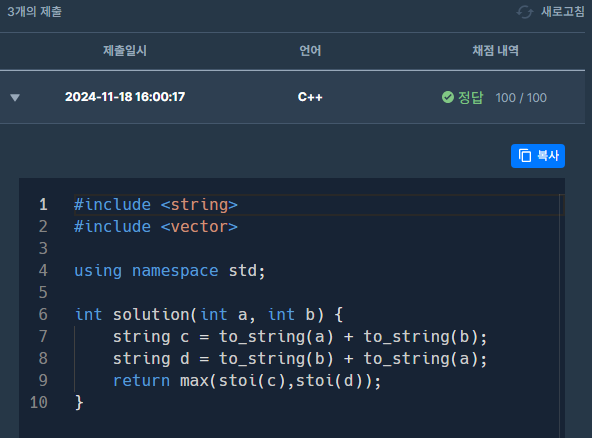 3개의 제출 새로고침
제출일시 언어 채점 내역
2024-11-18 16:00:17 C++ 정답 100 / 100
복사
1 #include <string>
2 #include <vector>
3
4 using namespace std;
5
6 int solution(int a, int b) {
7     string c = to_string(a) + to_string(b);
8     string d = to_string(b) + to_string(a);
9     return max(stoi(c),stoi(d));
10 }